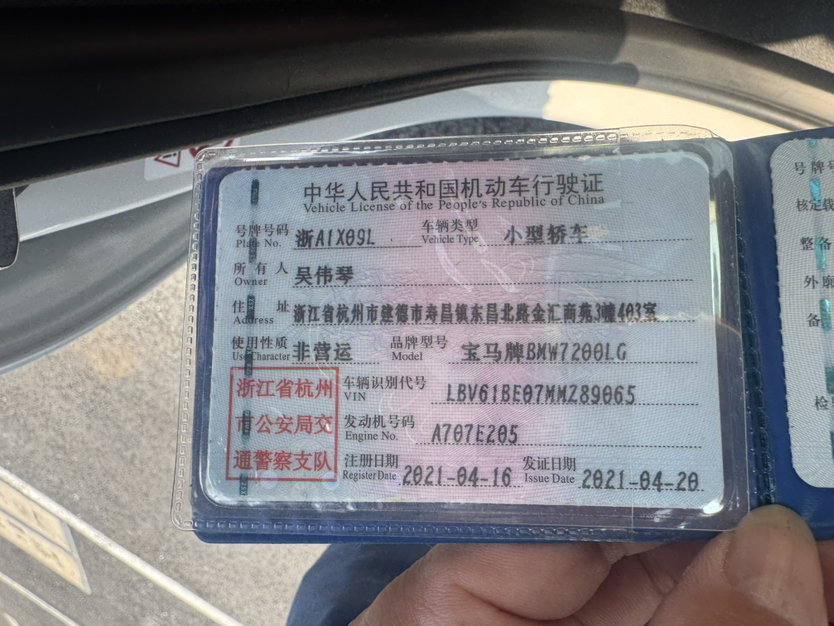 中华人民共和国机动车行驶证
Vehicle License of the People's Republic of China
号牌号码 浙A1X09L 车辆类型 小型轿车
Plate No. Vehicle Type
所有人 吴伟琴
Owner
住址 浙江省杭州市建德市寿昌镇东昌北路金汇商苑3幢403室
Address
使用性质 非营运 品牌型号 宝马牌BMW7200LG
Use Character Model
浙江省杭州
市公安局交
通警察支队
车辆识别代号 LBV61BE07MMZ89065
VIN
发动机号码 A707E205
Engine No.
注册日期 2021-04-16 发证日期 2021-04-20
Register Date Issue Date
号牌号
核定载
整备
外廓
备
检